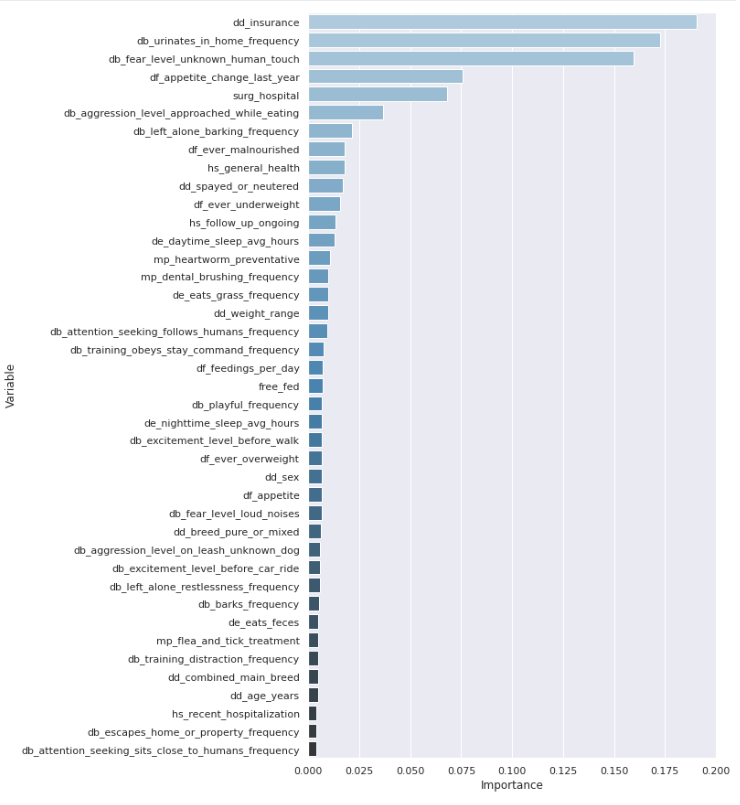 dd_insurance
db_urinates_in_home_frequency
db_fear_level_unknown_human_touch
df_appetite_change_last_year
surg_hospital
db_aggression_level_approached_while_eating
db_left_alone_barking_frequency
df_ever_malnourished
hs_general_health
dd_spayed_or_neutered
df_ever_underweight
hs_follow_up_ongoing
de_daytime_sleep_avg_hours
mp_heartworm_preventative
mp_dental_brushing_frequency
de_eats_grass_frequency
dd_weight_range
db_attention_seeking_follows_humans_frequency
db_training_obeys_stay_command_frequency
df_feedings_per_day
free_fed
db_playful_frequency
de_nighttime_sleep_avg_hours
db_excitement_level_before_walk
df_ever_overweight
dd_sex
df_appetite
db_fear_level_loud_noises
dd_breed_pure_or_mixed
db_aggression_level_on_leash_unknown_dog
db_excitement_level_before_car_ride
db_left_alone_restlessness_frequency
db_barks_frequency
de_eats_feces
mp_flea_and_tick_treatment
db_training_distraction_frequency
dd_combined_main_breed
dd_age_years
hs_recent_hospitalization
db_escapes_home_or_property_frequency
db_attention_seeking_sits_close_to_humans_frequency
Variable
0.000 0.025 0.050 0.075 0.100 0.125 0.150 0.175 0.200
Importance